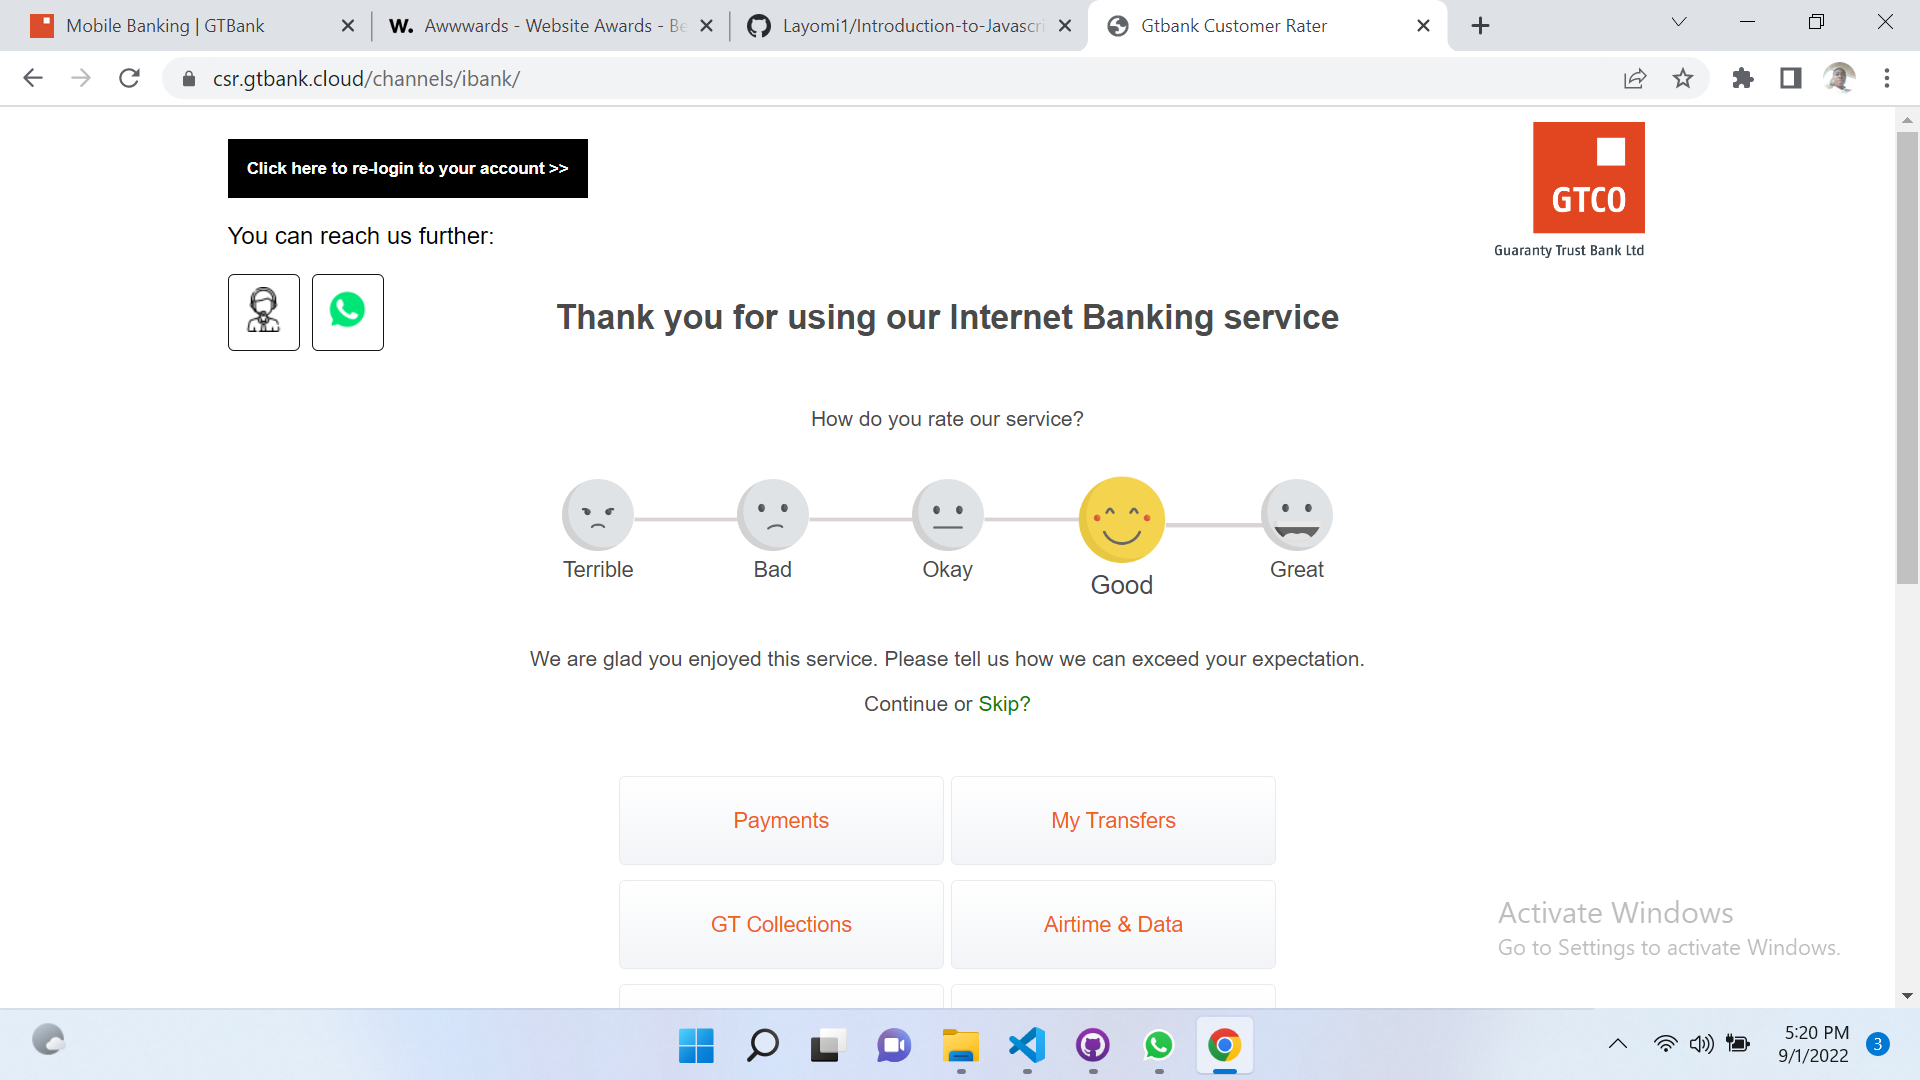 Mobile Banking | GTBank
W. Awwwards - Website Awards - Be
Layomi1/Introduction-to-Javascri
Gtbank Customer Rater
csr.gtbank.cloud/channels/ibank/
Click here to re-login to your account >>
GTCO
Guaranty Trust Bank Ltd
You can reach us further:
Thank you for using our Internet Banking service
How do you rate our service?
Terrible
Bad
Okay
Good
Great
We are glad you enjoyed this service. Please tell us how we can exceed your expectation.
Continue or Skip?
Payments
My Transfers
GT Collections
Airtime & Data
Activate Windows
Go to Settings to activate Windows.
5:20 PM
9/1/2022
3